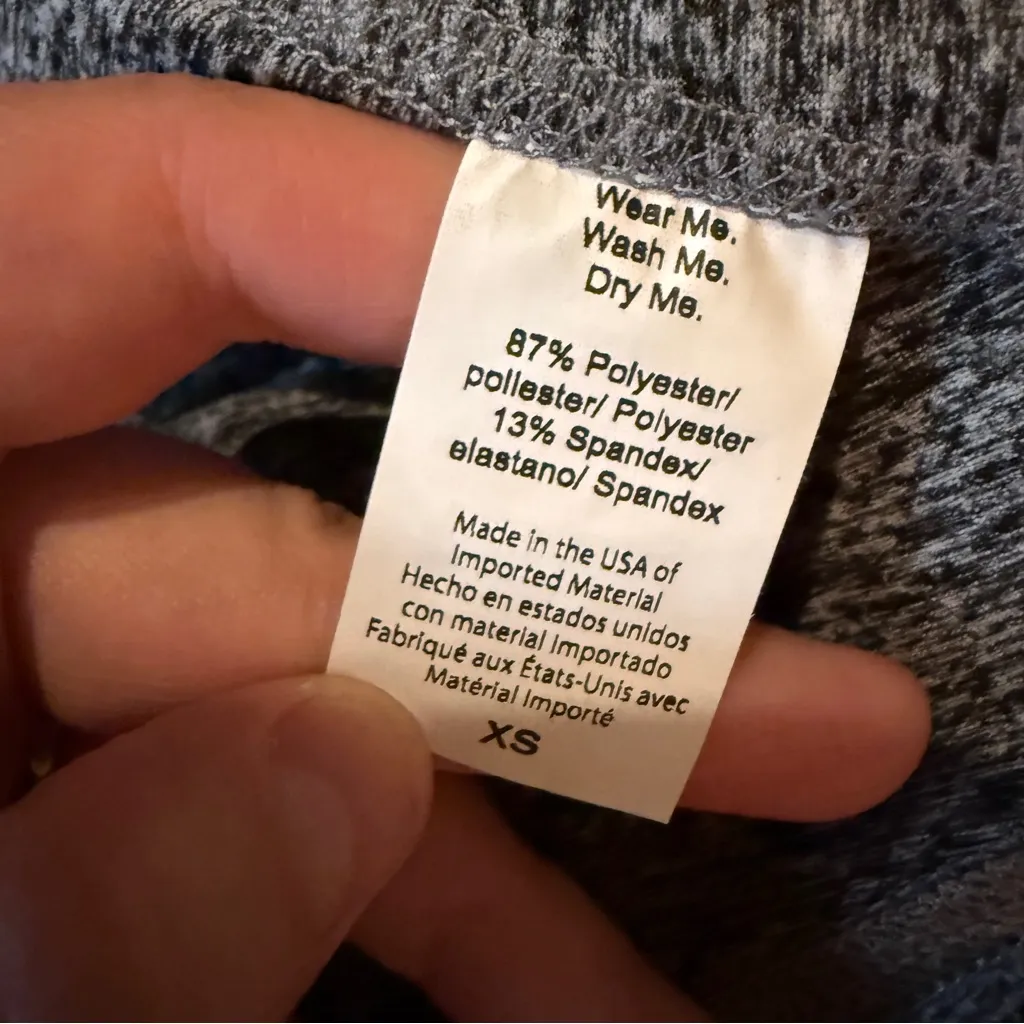 Wear Me.
Wash Me.
Dry Me.
87% Polyester/
poliester/ Polyester
13% Spandex/
elastano/ Spandex
Made in the USA of
Imported Material
Hecho en estados unidos
con material importado
Fabriqué aux États-Unis avec
Matérial Importé
XS